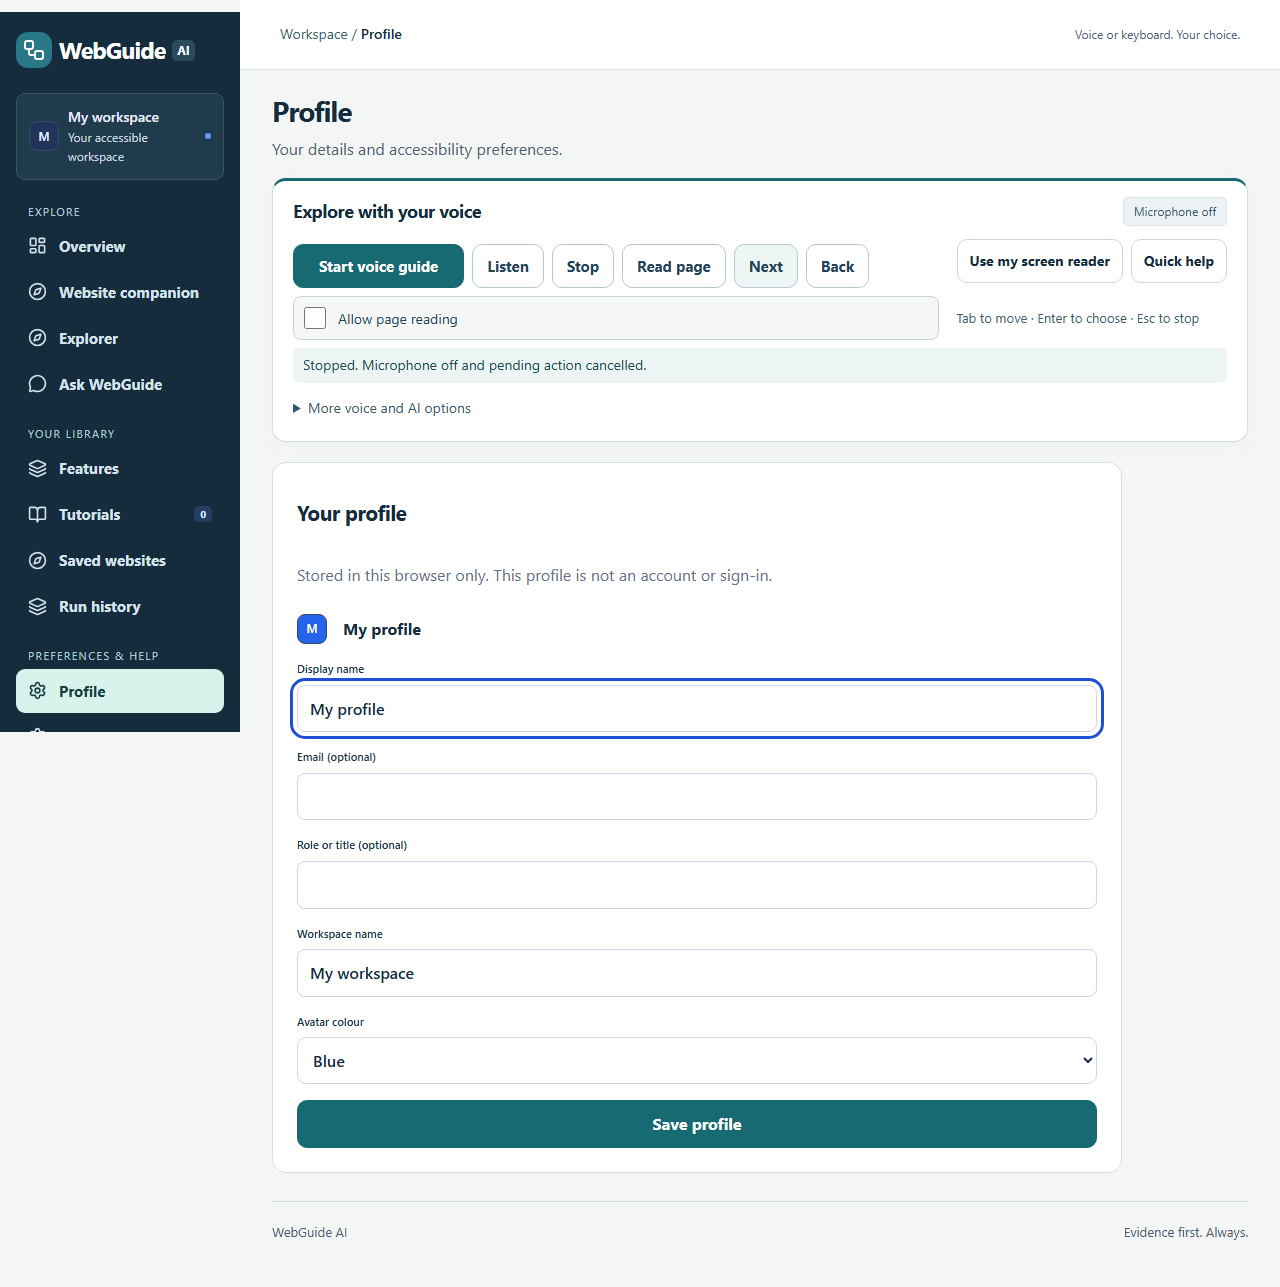 WebGuide AI
M
My workspace
Your accessible
workspace
EXPLORE
Overview
Website companion
Explorer
Ask WebGuide
YOUR LIBRARY
Features
Tutorials 0
Saved websites
Run history
PREFERENCES & HELP
Profile
Workspace / Profile
Voice or keyboard. Your choice.
Profile
Your details and accessibility preferences.
Explore with your voice
Microphone off
Start voice guide Listen Stop Read page Next Back
Use my screen reader Quick help
Allow page reading
Tab to move · Enter to choose · Esc to stop
Stopped. Microphone off and pending action cancelled.
More voice and AI options
Your profile
Stored in this browser only. This profile is not an account or sign-in.
M My profile
Display name
My profile
Email (optional)
Role or title (optional)
Workspace name
My workspace
Avatar colour
Blue
Save profile
WebGuide AI
Evidence first. Always.